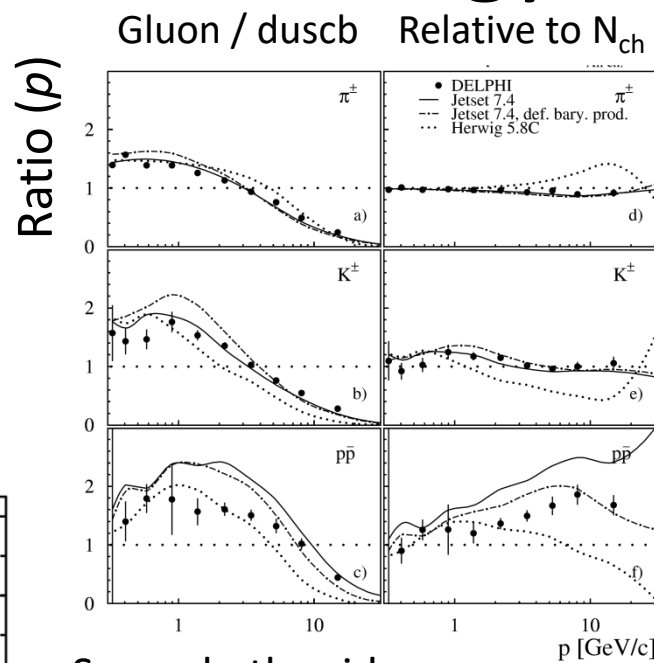 Gluon / duscb Relative to N_ch
Ratio (p)
π±
2
1
0
a)
DELPHI
Jetset 7.4
Jetset 7.4, def. bary. prod.
Herwig 5.8C
π±
d)
K±
2
1
0
b)
K±
e)
pp̄
2
1
0
c)
1 10
pp̄
f)
1 10
p [GeV/c]